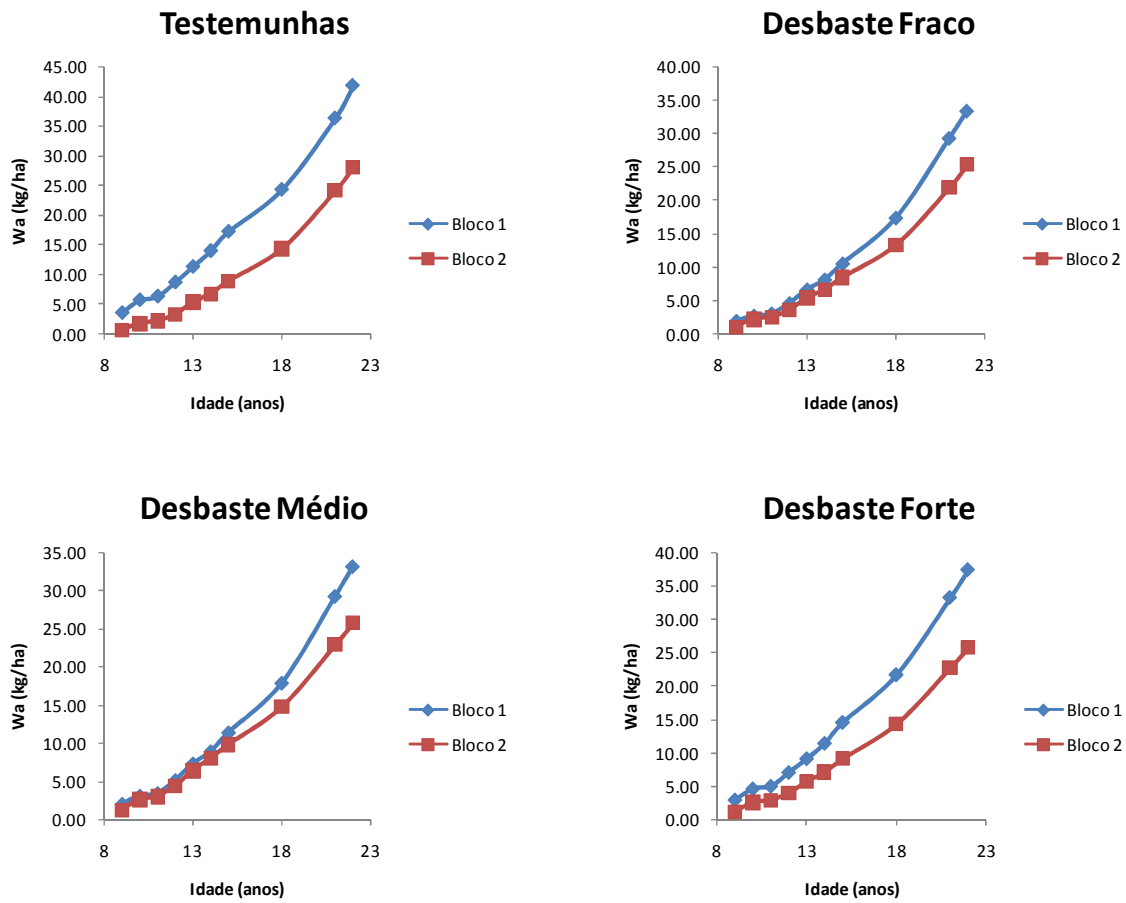 Testemunhas
45.00
40.00
35.00
30.00
25.00
20.00
15.00
10.00
5.00
0.00
8 13 18 23
Wa (kg/ha)
Idade (anos)
Bloco 1
Bloco 2
Desbaste Fraco
40.00
35.00
30.00
25.00
20.00
15.00
10.00
5.00
0.00
8 13 18 23
Wa (kg/ha)
Idade (anos)
Bloco 1
Bloco 2
Desbaste Médio
35.00
30.00
25.00
20.00
15.00
10.00
5.00
0.00
8 13 18 23
Wa (kg/ha)
Idade (anos)
Bloco 1
Bloco 2
Desbaste Forte
40.00
35.00
30.00
25.00
20.00
15.00
10.00
5.00
0.00
8 13 18 23
Wa (kg/ha)
Idade (anos)
Bloco 1
Bloco 2